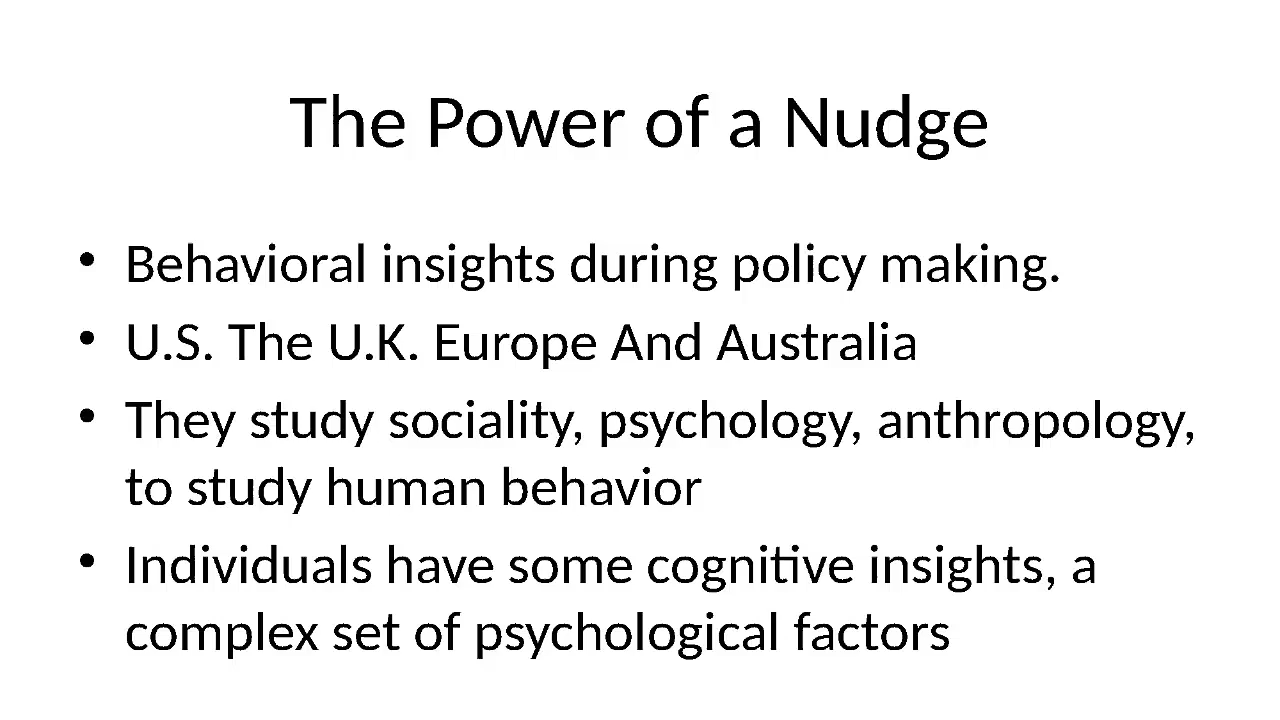 The Power of a Nudge
• Behavioral insights during policy making.
• U.S. The U.K. Europe And Australia
• They study sociality, psychology, anthropology,
to study human behavior
• Individuals have some cognitive insights, a
complex set of psychological factors